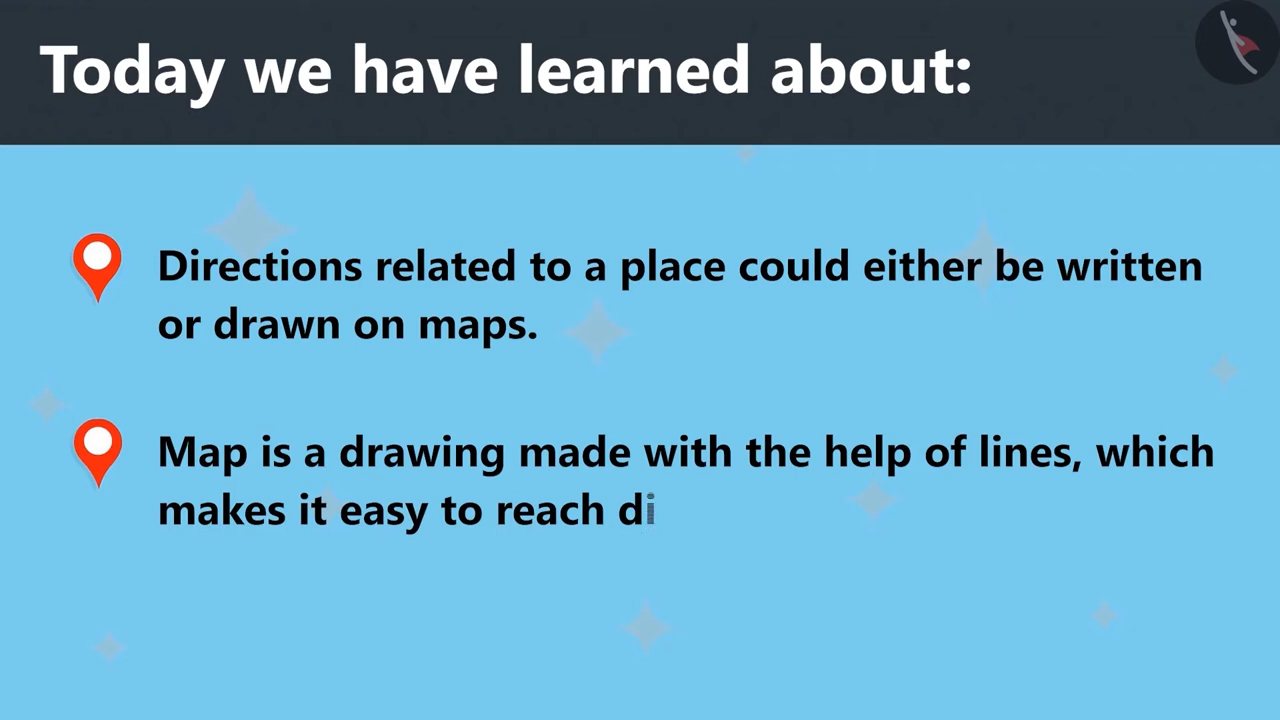 Today we have learned about:
Directions related to a place could either be written
or drawn on maps.
Map is a drawing made with the help of lines, which
makes it easy to reach di